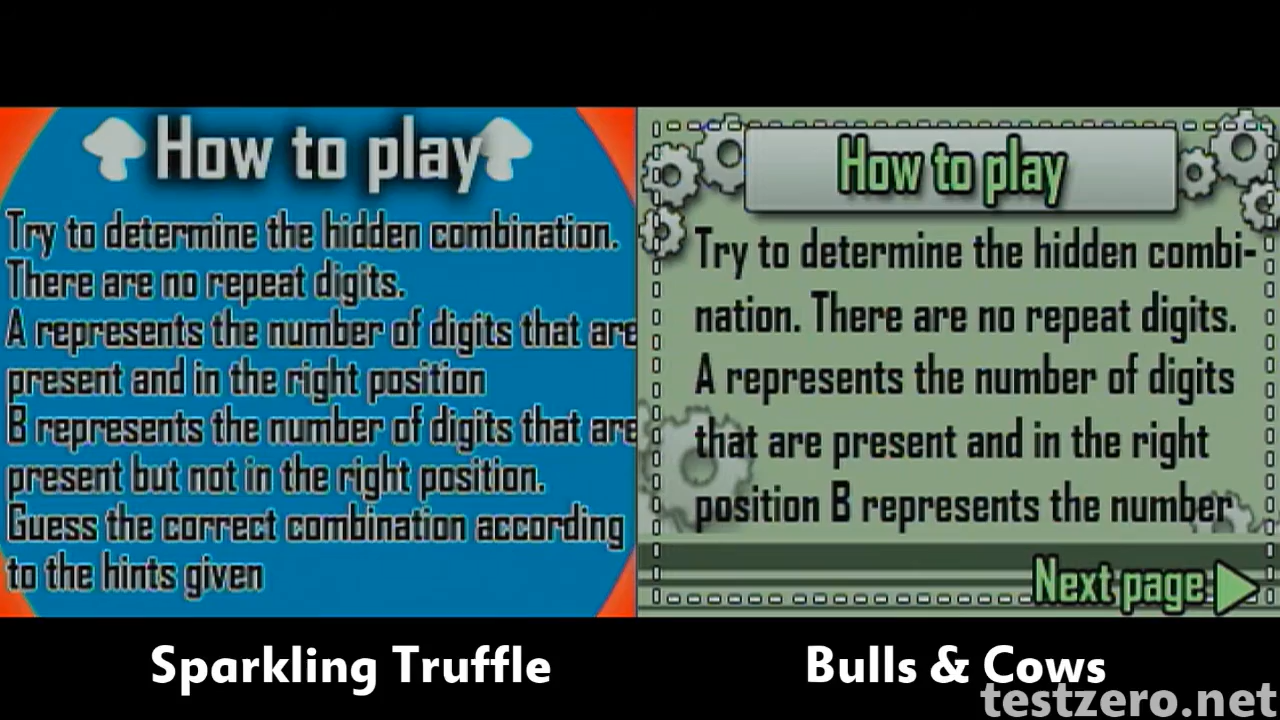 How to play
Try to determine the hidden combination.
There are no repeat digits.
A represents the number of digits that are
present and in the right position
B represents the number of digits that are
present but not in the right position.
Guess the correct combination according
to the hints given
Sparkling Truffle
How to play
Try to determine the hidden combi-
nation. There are no repeat digits.
A represents the number of digits
that are present and in the right
position B represents the number
Next page
Bulls & Cows
testzero.net